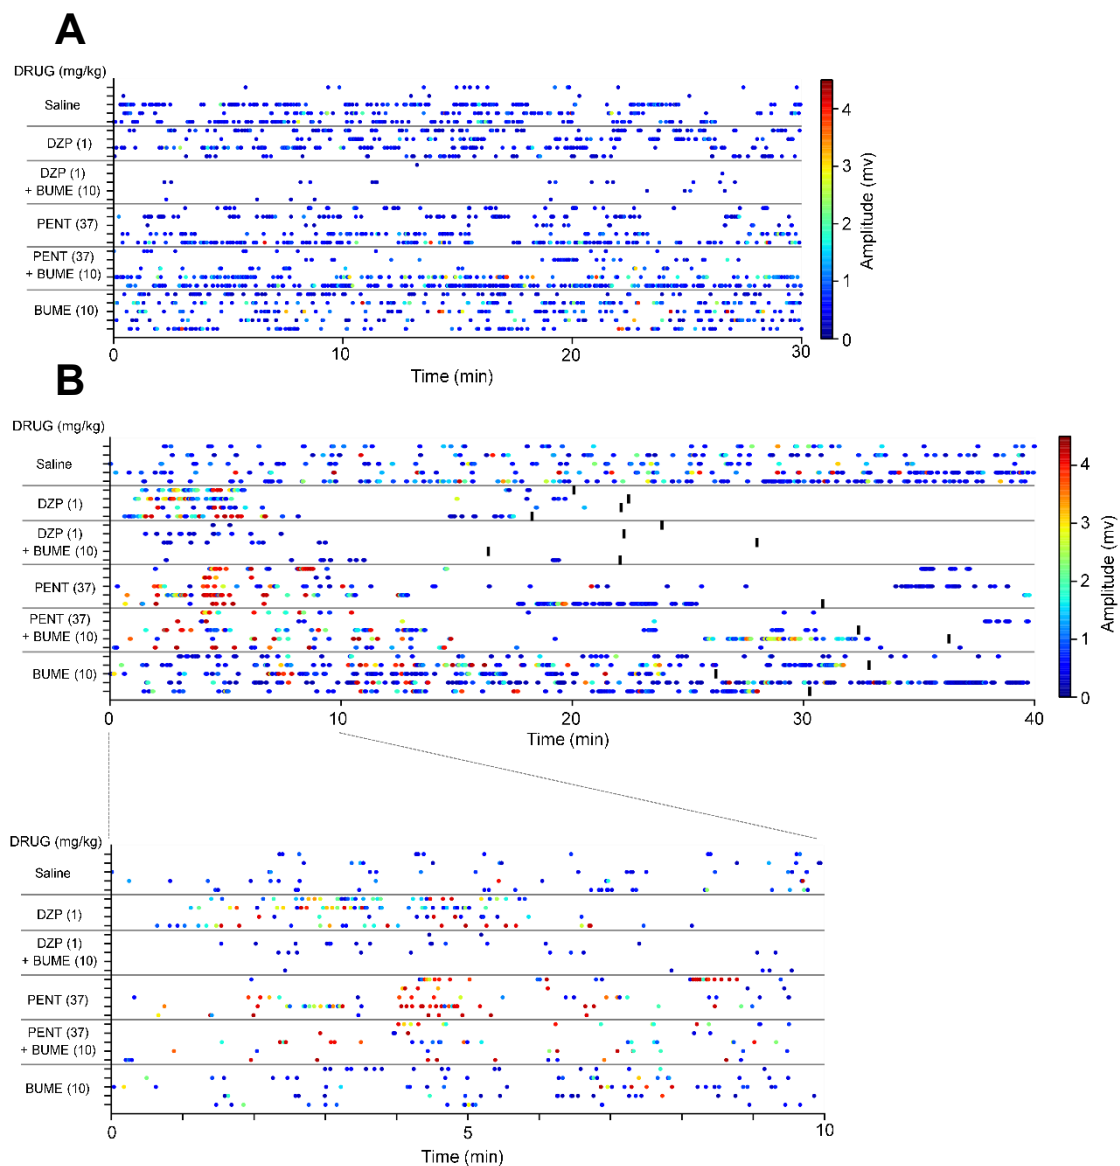 A
DRUG (mg/kg)
Saline
DZP (1)
DZP (1)
+ BUME (10)
PENT (37)
PENT (37)
+ BUME (10)
BUME (10)
0
10
20
30
Time (min)
4
3
2
1
0
Amplitude (mv)
B
DRUG (mg/kg)
Saline
DZP (1)
DZP (1)
+ BUME (10)
PENT (37)
PENT (37)
+ BUME (10)
BUME (10)
0
10
20
30
40
Time (min)
4
3
2
1
0
Amplitude (mv)
DRUG (mg/kg)
Saline
DZP (1)
DZP (1)
+ BUME (10)
PENT (37)
PENT (37)
+ BUME (10)
BUME (10)
0
5
10
Time (min)